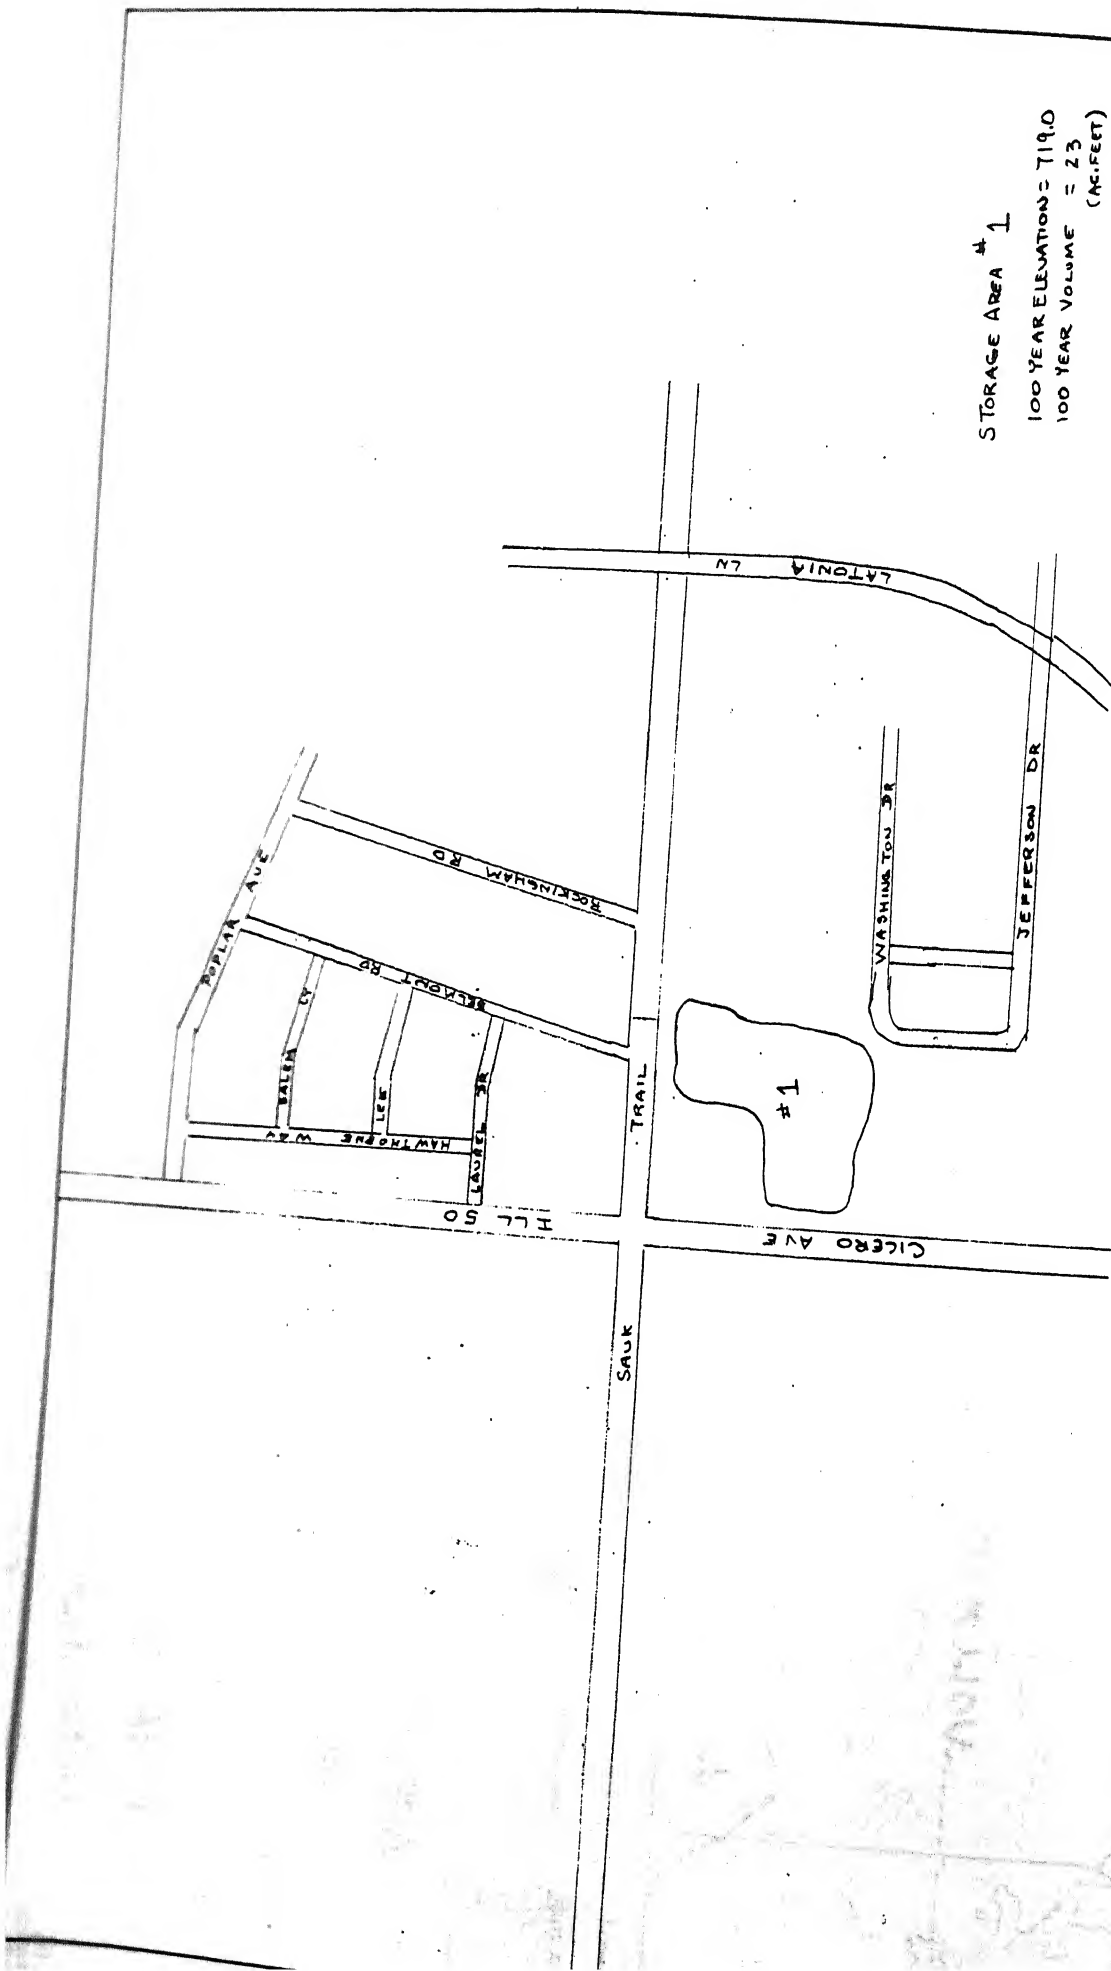 POPLAR AVE
SALEM CT
LEE
LAUREL DR
HAWTHORNE WAY
BELMONT RD
ROCKINGHAM RD
ILL 50
SAUK TRAIL
CICERO AVE
#1
LATONIA LN
WASHINGTON DR
JEFFERSON DR
STORAGE AREA #1
100 YEAR ELEVATION = 719.0
100 YEAR VOLUME = 23
(AC.FEET)